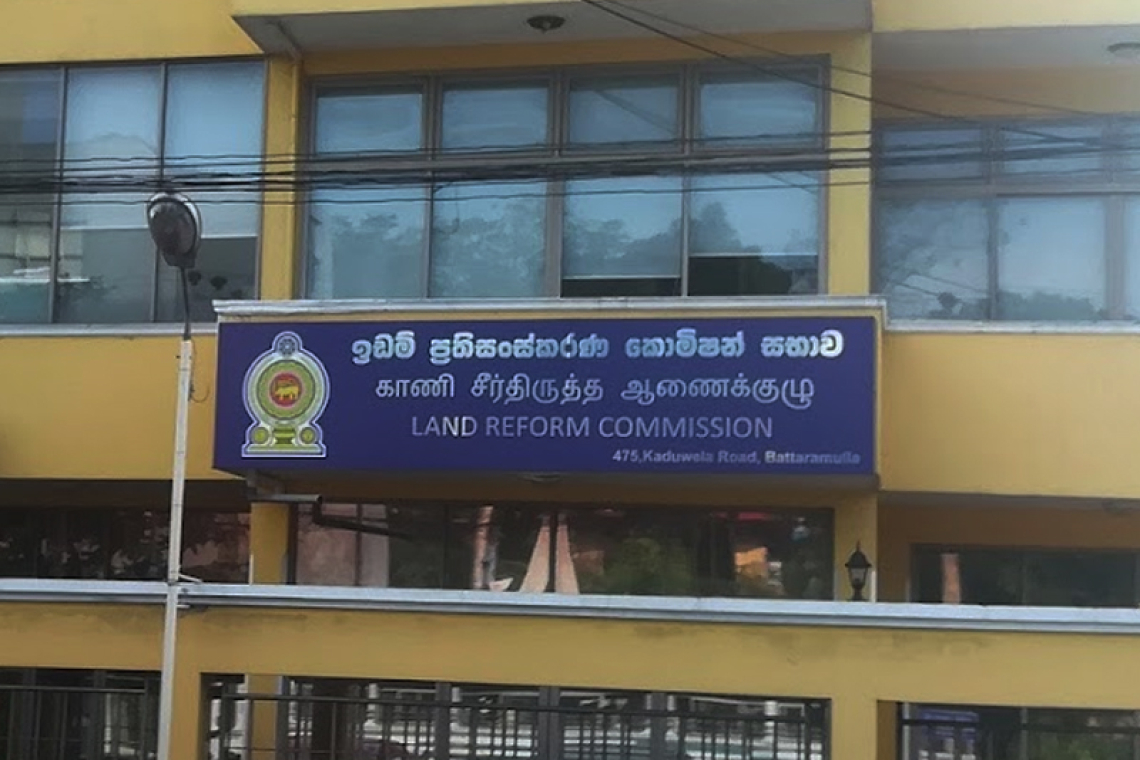 ඉඩම් ප්‍රතිසංස්කරණ කොමිෂන් සභාව
காணி சீர்திருத்த ஆணைக்குழு
LAND REFORM COMMISSION
475,Kaduwela Road, Battaramulla